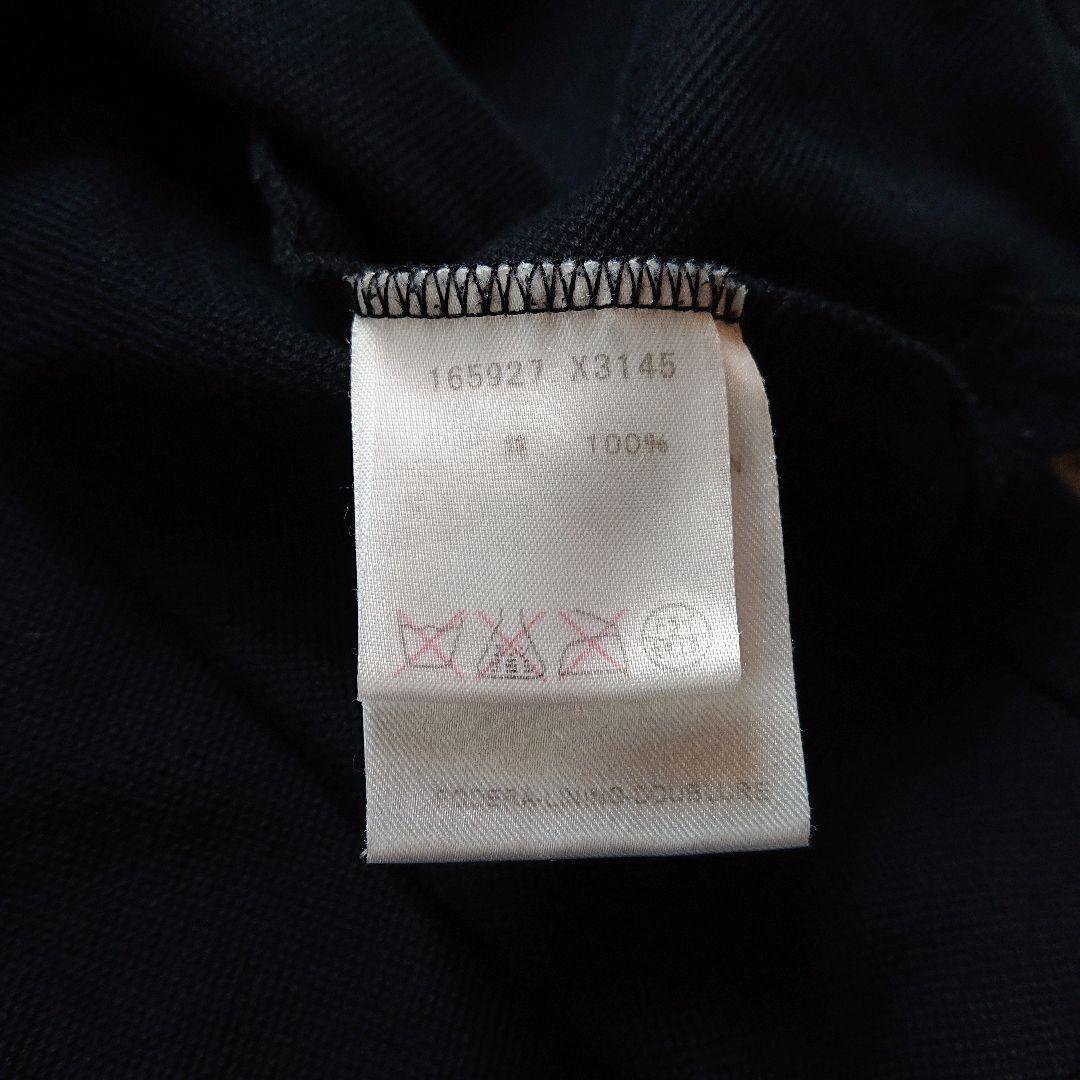 165927 X3145
綿 100%
N
FODERA-LINING-DOUBLURE